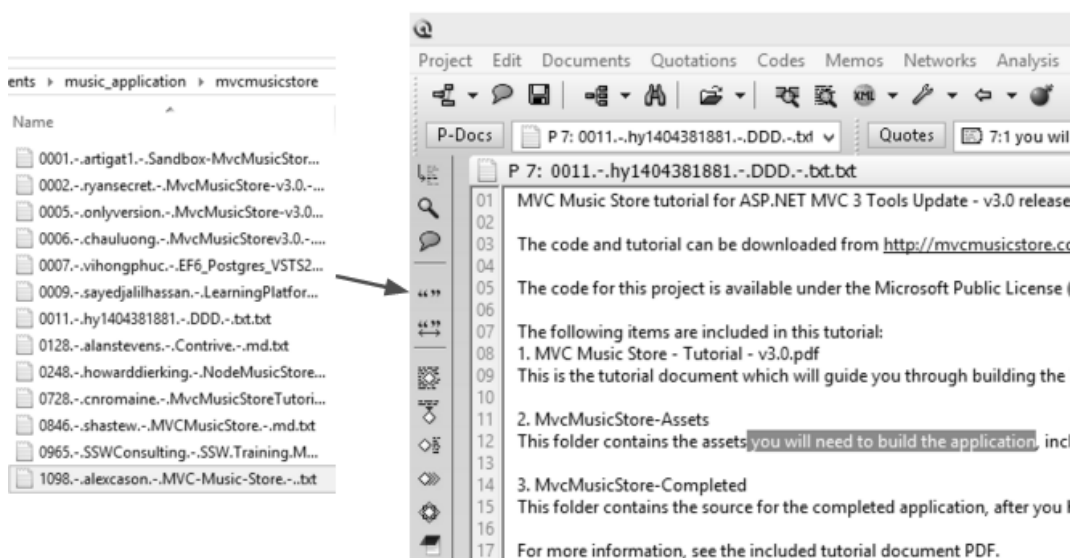 ents ▸ music_application ▸ mvcmusicstore
Name
0001.-.artigat1.-.Sandbox-MvcMusicStor...
0002.-.ryansecret.-.MvcMusicStore-v3.0.-...
0005.-.onlyversion.-.MvcMusicStore-v3.0...
0006.-.chauluong.-.MvcMusicStorev3.0.-....
0007.-.vihongphuc.-.EF6_Postgres_VSTS2...
0009.-.sayedjalilhassan.-.LearningPlatfor...
0011.-.hy1404381881.-.DDD.-.txt.txt
0128.-.alanstevens.-.Contrive.-.md.txt
0248.-.howarddierking.-.NodeMusicStore...
0728.-.cnromaine.-.MvcMusicStoreTutori...
0846.-.shastew.-.MVCMusicStore.-.md.txt
0965.-.SSWConsulting.-.SSW.Training.M...
1098.-.alexcason.-.MVC-Music-Store.-..txt
Project Edit Documents Quotations Codes Memos Networks Analysis
XML
P-Docs P 7: 0011.-.hy1404381881.-.DDD.-.txt Quotes 7:1 you will
P 7: 0011.-.hy1404381881.-.DDD.-.txt.txt
01 MVC Music Store tutorial for ASP.NET MVC 3 Tools Update - v3.0 release
02
03 The code and tutorial can be downloaded from http://mvcmusicstore.co
04
05 The code for this project is available under the Microsoft Public License (
06
07 The following items are included in this tutorial:
08 1. MVC Music Store - Tutorial - v3.0.pdf
09 This is the tutorial document which will guide you through building the
10
11 2. MvcMusicStore-Assets
12 This folder contains the assets you will need to build the application, incl
13
14 3. MvcMusicStore-Completed
15 This folder contains the source for the completed application, after you
16
17 For more information, see the included tutorial document PDF.